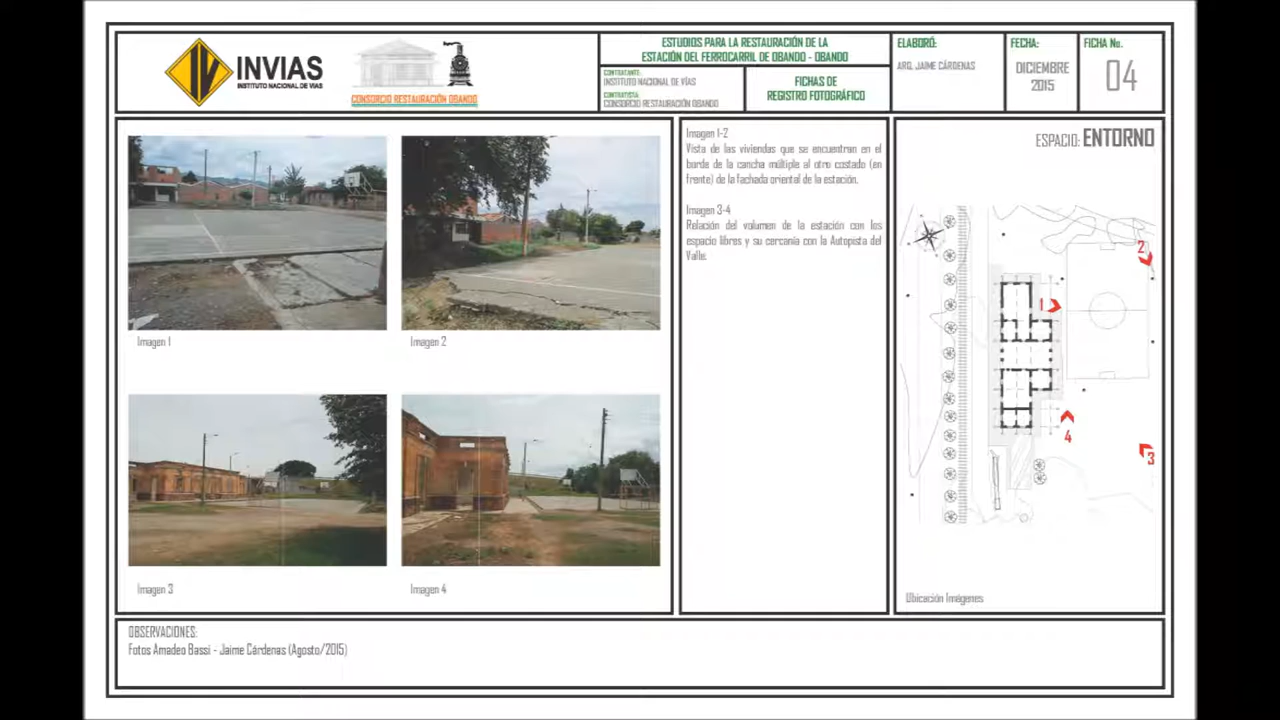 INVIAS
INSTITUTO NACIONAL DE VIAS
CONSORCIO RESTAURACIÓN OBANDO
ESTUDIOS PARA LA RESTAURACIÓN DE LA
ESTACIÓN DEL FERROCARRIL DE OBANDO - OBANDO
CONTRATANTE:
INSTITUTO NACIONAL DE VÍAS
CONTRATISTA:
CONSORCIO RESTAURACIÓN OBANDO
FICHAS DE
REGISTRO FOTOGRÁFICO
ELABORÓ:
ARQ. JAIME CÁRDENAS
FECHA:
DICIEMBRE
2015
FICHA No.
04
Imagen 1
Imagen 2
Imagen 3
Imagen 4
Imagen 1-2
Vista de las viviendas que se encuentran en el
borde de la cancha múltiple al otro costado (en
frente) de la fachada oriental de la estación.
Imagen 3-4
Relación del volumen de la estación con los
espacio libres y su cercanía con la Autopista del
Valle.
ESPACIO: ENTORNO
2
1
4
3
Ubicación Imágenes
OBSERVACIONES:
Fotos Amadeo Bassi - Jaime Cárdenas (Agosto/2015)